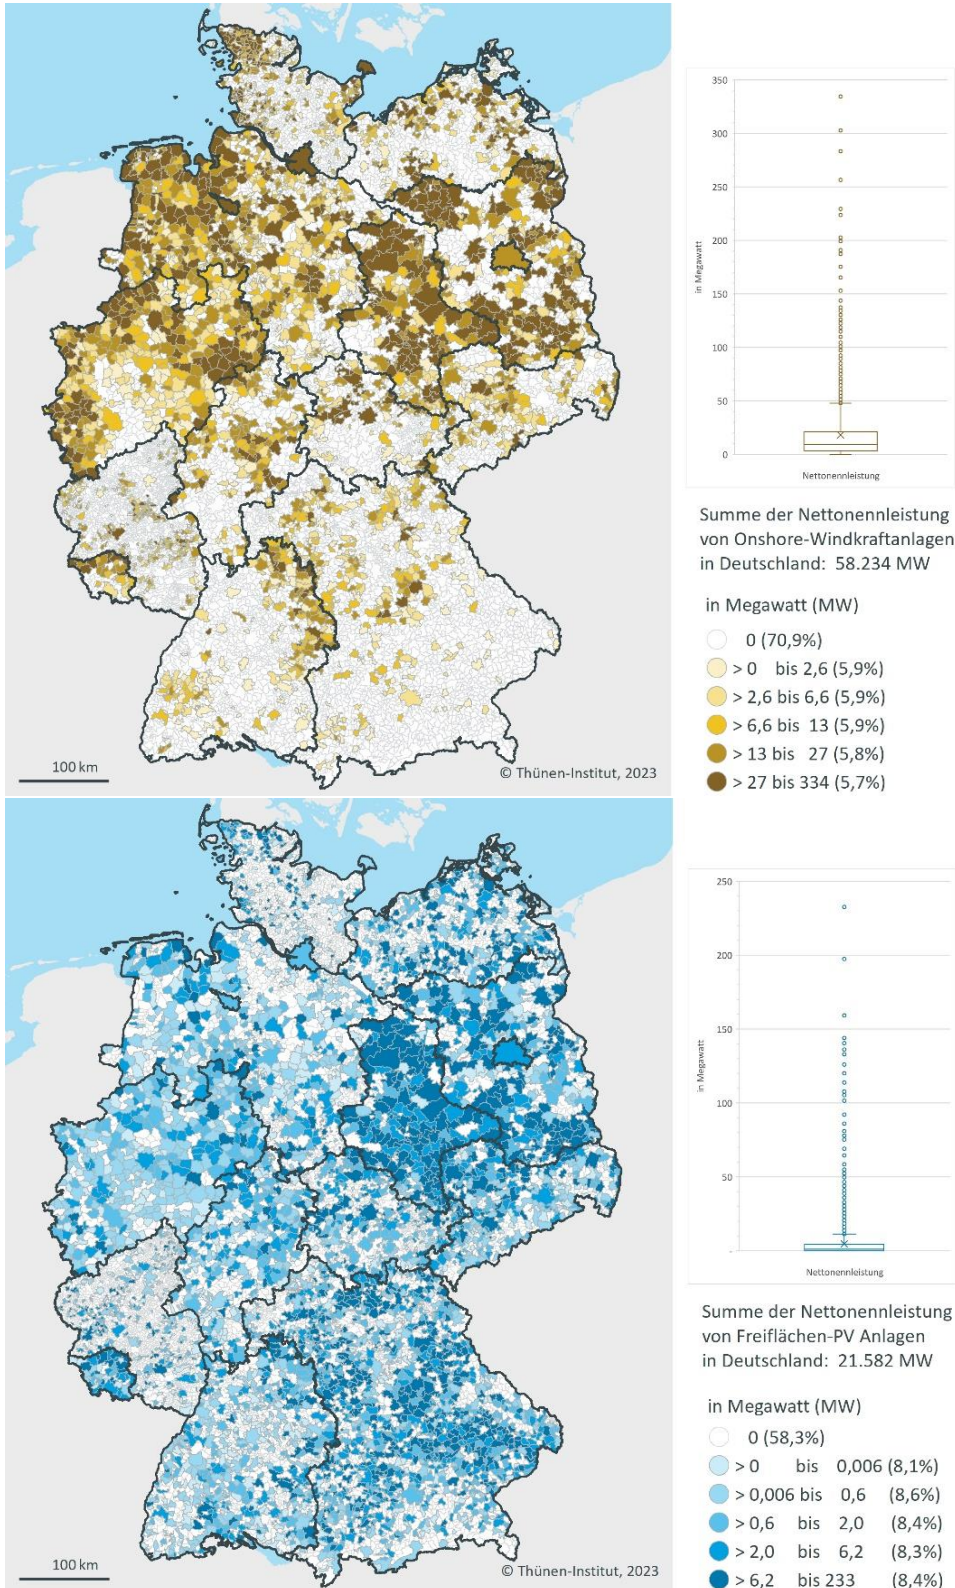 350
300
250
200
150
100
50
0
in Megawatt
Nettonennleistung
Summe der Nettonennleistung
von Onshore-Windkraftanlagen
in Deutschland: 58.234 MW
in Megawatt (MW)
0 (70,9%)
> 0 bis 2,6 (5,9%)
> 2,6 bis 6,6 (5,9%)
> 6,6 bis 13 (5,9%)
> 13 bis 27 (5,8%)
> 27 bis 334 (5,7%)
100 km
© Thünen-Institut, 2023
250
200
150
100
50
-
in Megawatt
Nettonennleistung
Summe der Nettonennleistung
von Freiflächen-PV Anlagen
in Deutschland: 21.582 MW
in Megawatt (MW)
0 (58,3%)
> 0 bis 0,006 (8,1%)
> 0,006 bis 0,6 (8,6%)
> 0,6 bis 2,0 (8,4%)
> 2,0 bis 6,2 (8,3%)
> 6,2 bis 233 (8,4%)
100 km
© Thünen-Institut, 2023